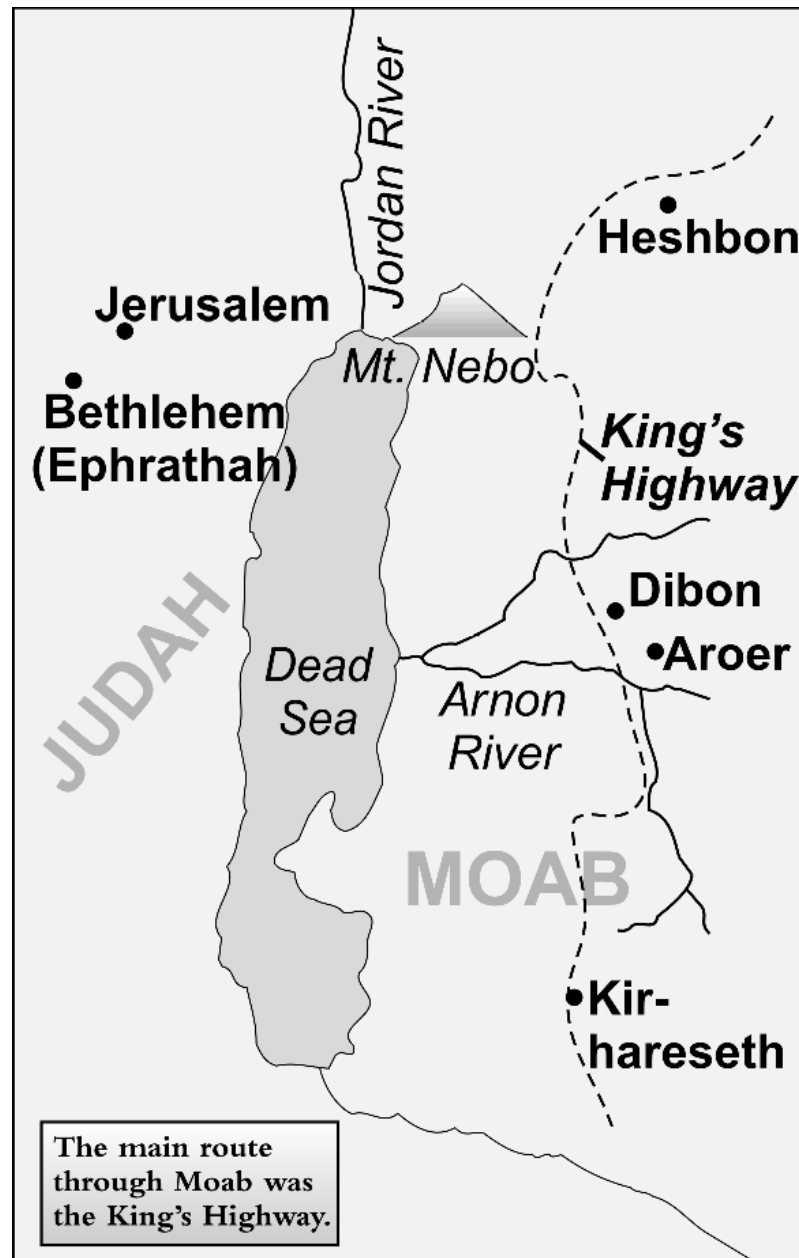 Jordan River
Heshbon
Jerusalem
Mt. Nebo
Bethlehem
(Ephrathah)
King's
Highway
JUDAH
Dibon
Aroer
Dead
Sea
Arnon
River
MOAB
Kir-
hareseth
The main route
through Moab was
the King's Highway.